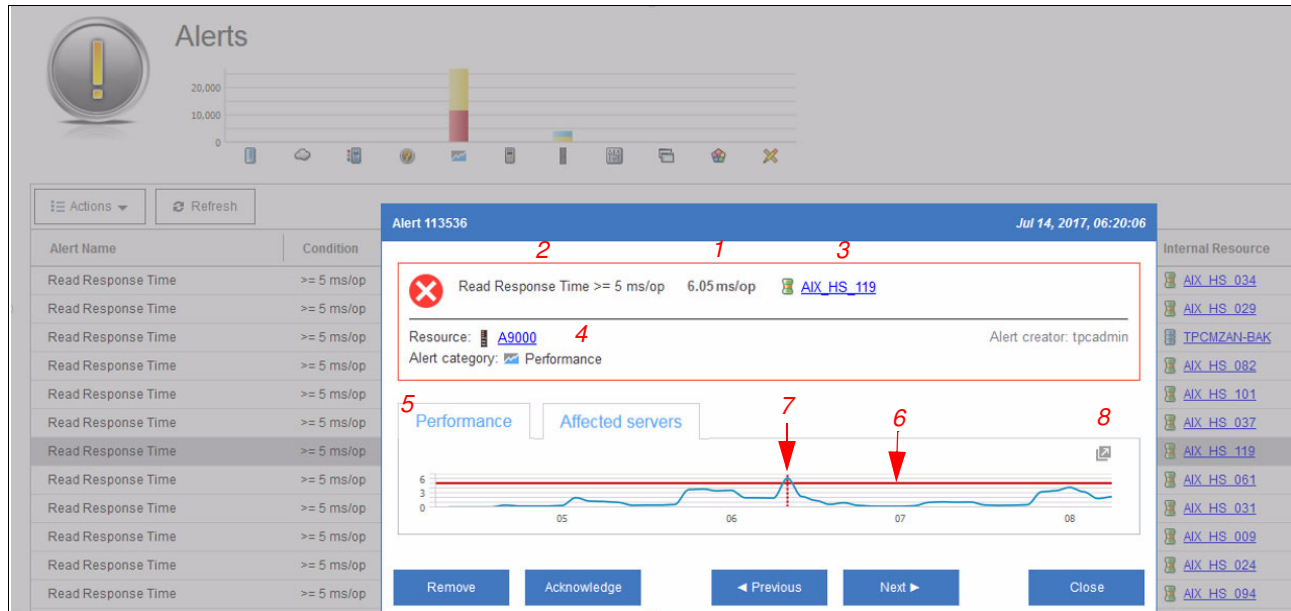 Alerts
20,000
10,000
0
Actions
Refresh
Alert Name
Condition
Internal Resource
Read Response Time >= 5 ms/op AIX_HS_034
Read Response Time >= 5 ms/op AIX_HS_029
Read Response Time >= 5 ms/op TPCMZAN-BAK
Read Response Time >= 5 ms/op AIX_HS_082
Read Response Time >= 5 ms/op AIX_HS_101
Read Response Time >= 5 ms/op AIX_HS_037
Read Response Time >= 5 ms/op AIX_HS_119
Read Response Time >= 5 ms/op AIX_HS_061
Read Response Time >= 5 ms/op AIX_HS_031
Read Response Time >= 5 ms/op AIX_HS_009
Read Response Time >= 5 ms/op AIX_HS_024
Read Response Time >= 5 ms/op AIX_HS_094
Alert 113536 Jul 14, 2017, 06:20:06
2 1 3
Read Response Time >= 5 ms/op 6.05 ms/op AIX_HS_119
4
Resource: A9000 Alert creator: tpcadmin
Alert category: Performance
5 7 6 8
Performance Affected servers
6
3
0
05 06 07 08
Remove Acknowledge ◄ Previous Next ► Close